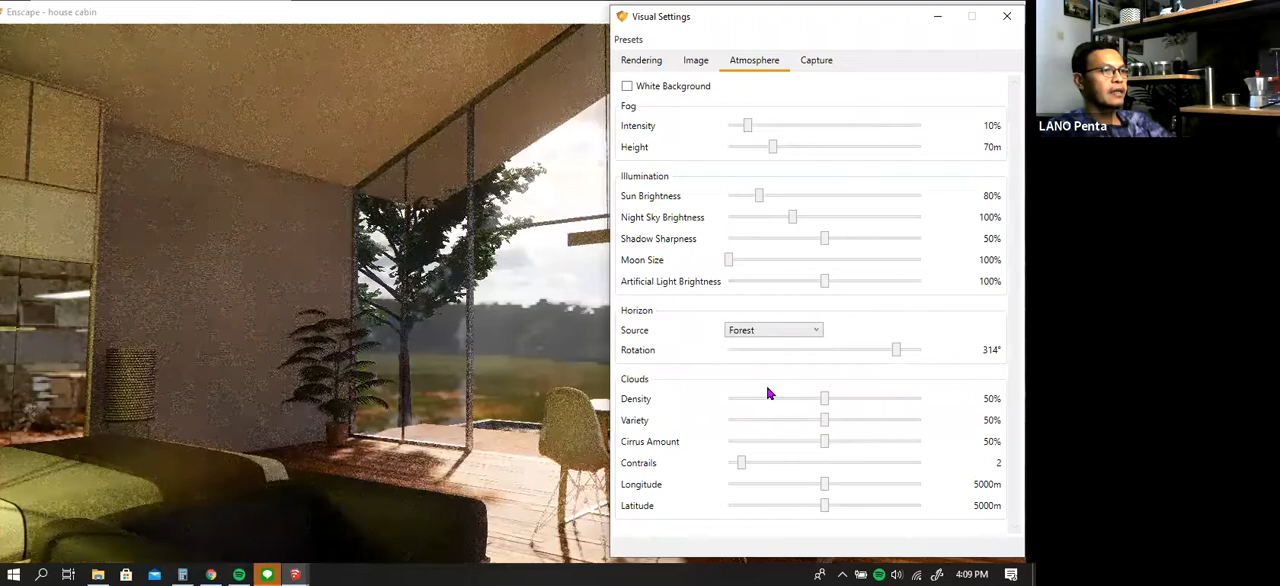 Enscape - house cabin
Visual Settings
Presets
Rendering Image Atmosphere Capture
White Background
Fog
Intensity 10%
Height 70m
Illumination
Sun Brightness 80%
Night Sky Brightness 100%
Shadow Sharpness 50%
Moon Size 100%
Artificial Light Brightness 100%
Horizon
Source Forest
Rotation 314°
Clouds
Density 50%
Variety 50%
Cirrus Amount 50%
Contrails 2
Longitude 5000m
Latitude 5000m
LANO Penta
4:09 PM